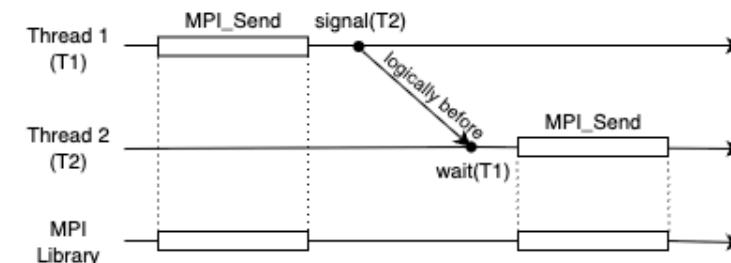 MPI_Send
signal(T2)
Thread 1
(T1)
logically before
Thread 2
(T2)
MPI_Send
wait(T1)
MPI
Library